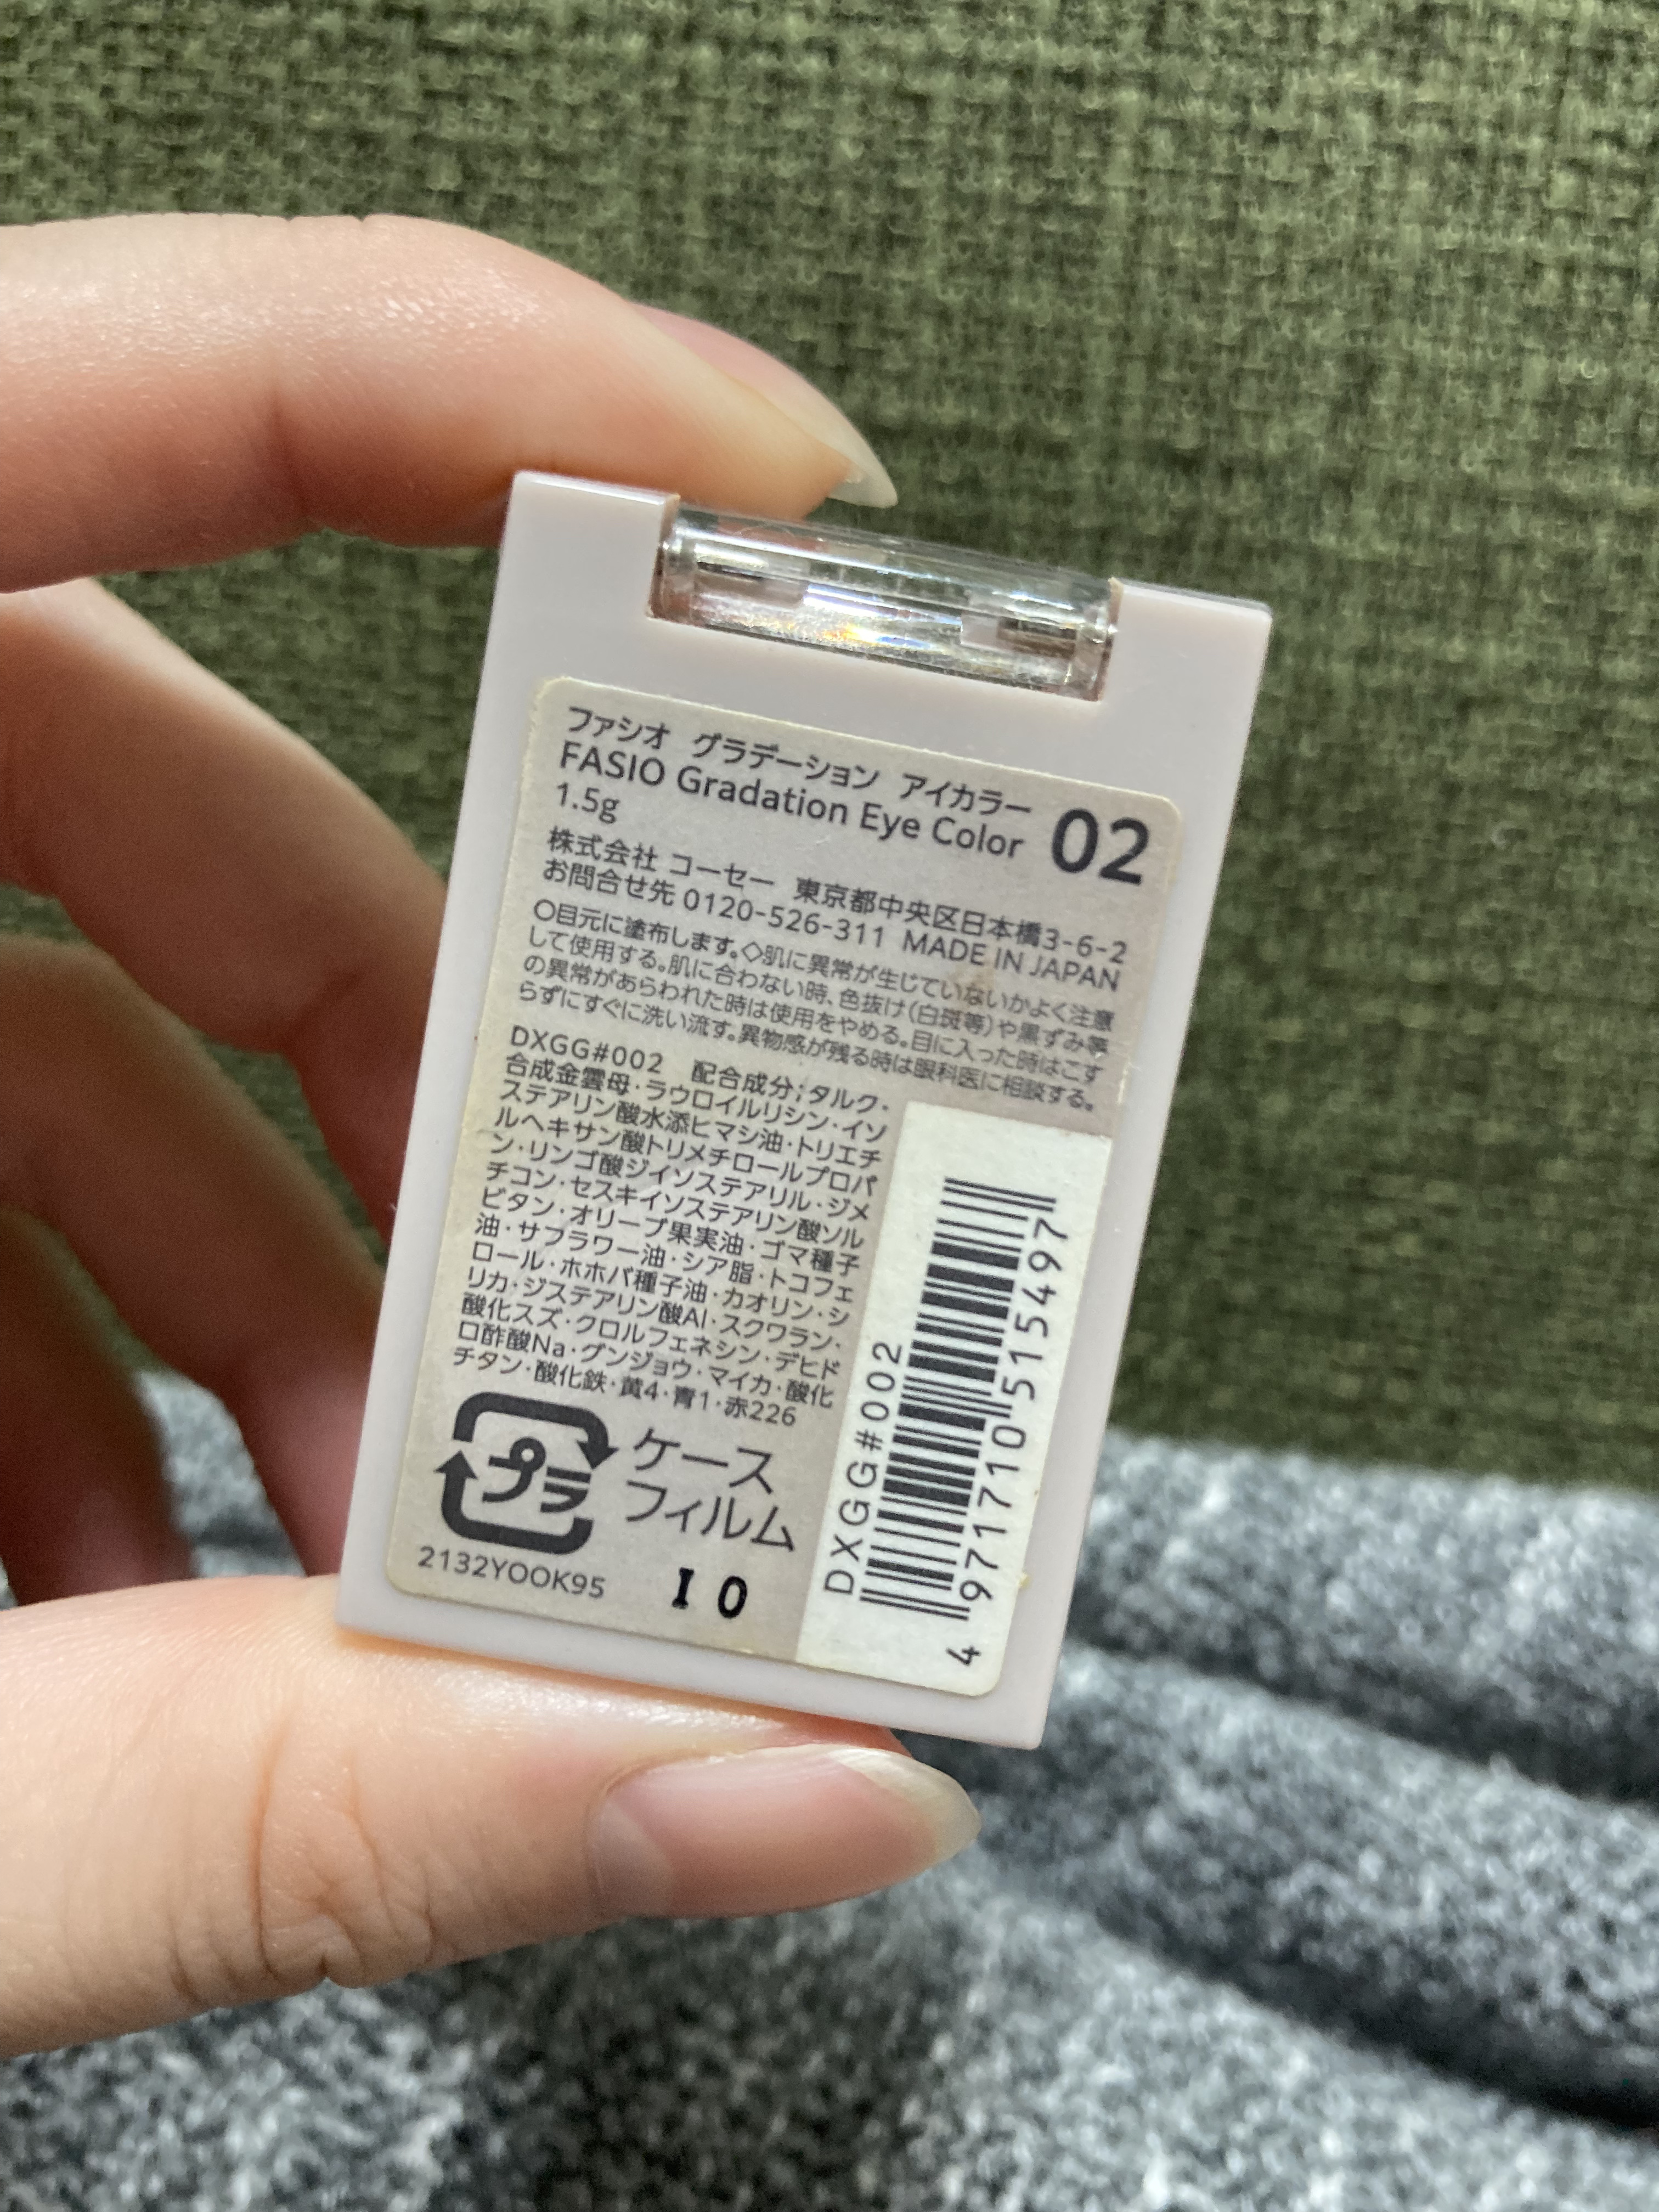 ファシオ グラデーション アイカラー
FASIO Gradation Eye Color 02
1.5g
株式会社 コーセー 東京都中央区日本橋3-6-2
お問合せ先 0120-526-311 MADE IN JAPAN
○目元に塗布します。◇肌に異常が生じていないかよく注意
して使用する。肌に合わない時、色抜け(白斑等)や黒ずみ等
の異常があらわれた時は使用をやめる。目に入った時はこす
らずにすぐに洗い流す。異物感が残る時は眼科医に相談する。
DXGG#002 配合成分;タルク・
合成金雲母・ラウロイルリシン・イソ
ステアリン酸水添ヒマシ油・トリエチ
ルヘキサン酸トリメチロールプロパ
ン・リンゴ酸ジイソステアリル・ジメ
チコン・セスキイソステアリン酸ソル
ビタン・オリーブ果実油・ゴマ種子
油・サフラワー油・シア脂・トコフェ
ロール・ホホバ種子油・カオリン・シ
リカ・ジステアリン酸Al・スクワラン・
酸化スズ・クロルフェネシン・デヒド
ロ酢酸Na・グンジョウ・マイカ・酸化
チタン・酸化鉄・黄4・青1・赤226
プラ
ケース
フィルム
2132YOOK95
I 0
DXGG#002
4 971710 515497